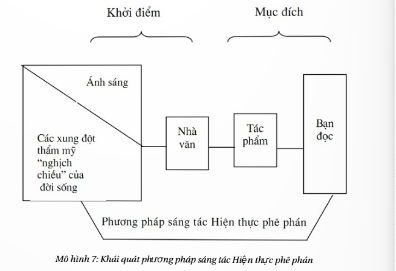 Khởi điểm
Mục đích
Ánh sáng
Các xung đột
thẩm mỹ
“nghịch
chiều” của
đời sống
Nhà
văn
Tác
phẩm
Bạn
đọc
Phương pháp sáng tác Hiện thực phê phán
Mô hình 7: Khái quát phương pháp sáng tác Hiện thực phê phán